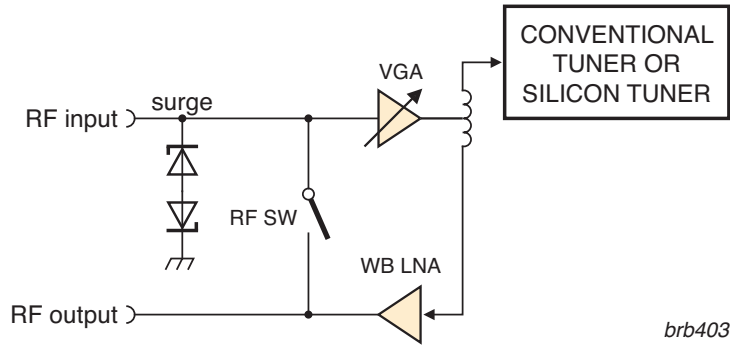 CONVENTIONAL
TUNER OR
SILICON TUNER
VGA
surge
RF input
RF SW
WB LNA
RF output
brb403